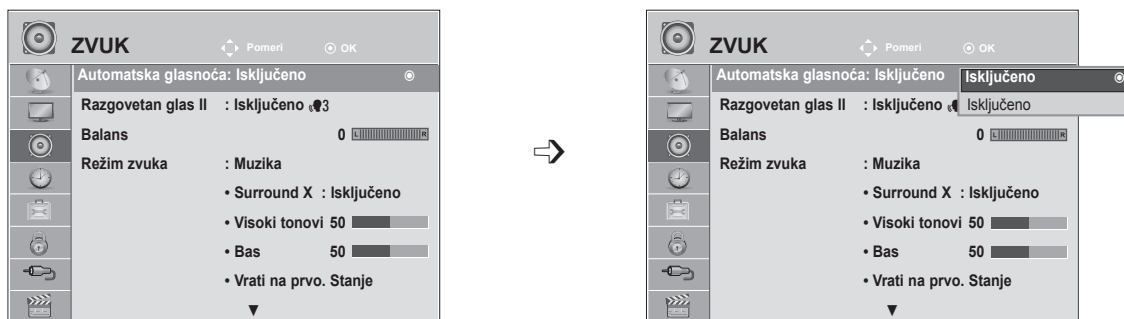 ZVUK Pomeri OK
Automatska glasnoća: Isključeno
Razgovetan glas II : Isključeno 3
Balans 0 L R
Režim zvuka : Muzika
• Surround X : Isključeno
• Visoki tonovi 50
• Bas 50
• Vrati na prvo. Stanje
▼
ZVUK Pomeri OK
Automatska glasnoća: Isključeno
Isključeno
Isključeno
Razgovetan glas II : Isključeno
Balans 0 L R
Režim zvuka : Muzika
• Surround X : Isključeno
• Visoki tonovi 50
• Bas 50
• Vrati na prvo. Stanje
▼